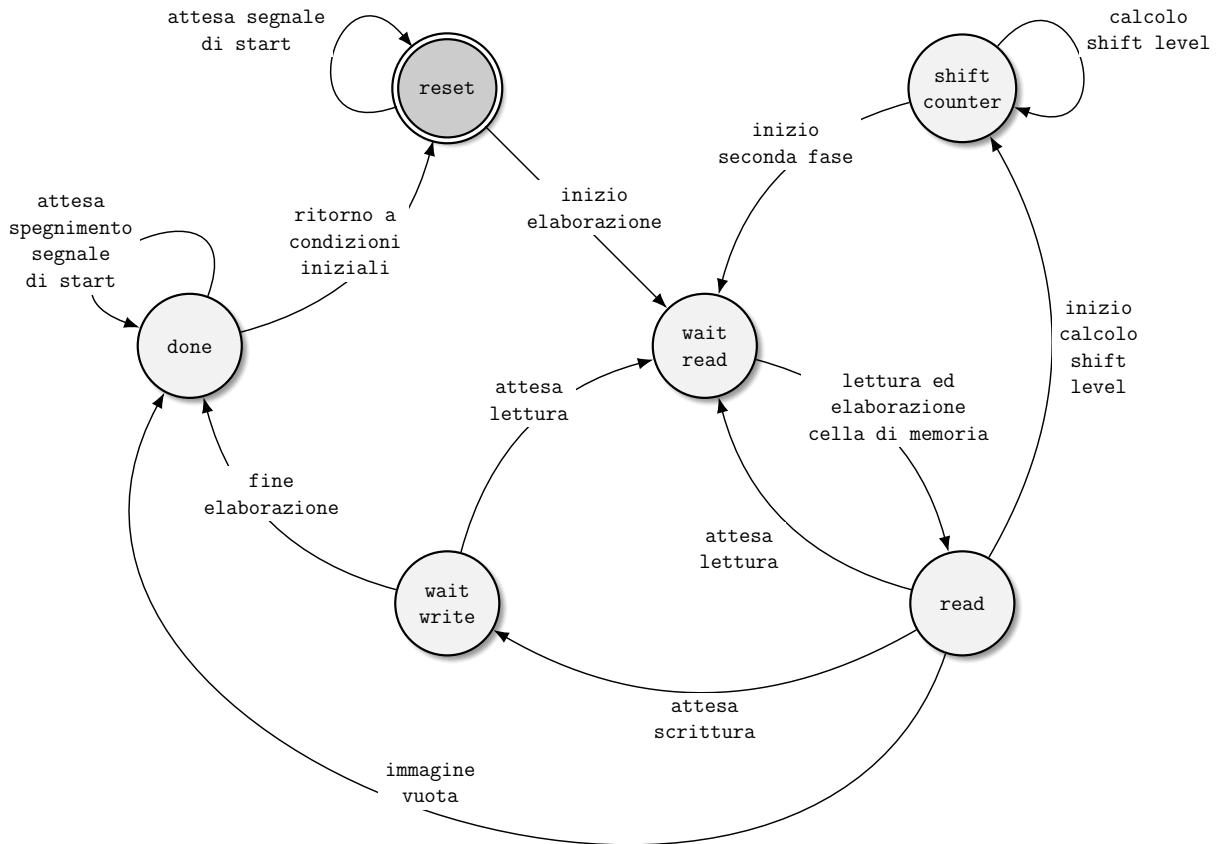 attesa segnale
di start
reset
calcolo
shift level
shift
counter
inizio
seconda fase
inizio
elaborazione
attesa
spegnimento
segnale
di start
ritorno a
condizioni
iniziali
done
wait
read
inizio
calcolo
shift
level
attesa
lettura
lettura ed
elaborazione
cella di memoria
fine
elaborazione
attesa
lettura
wait
write
read
attesa
scrittura
immagine
vuota